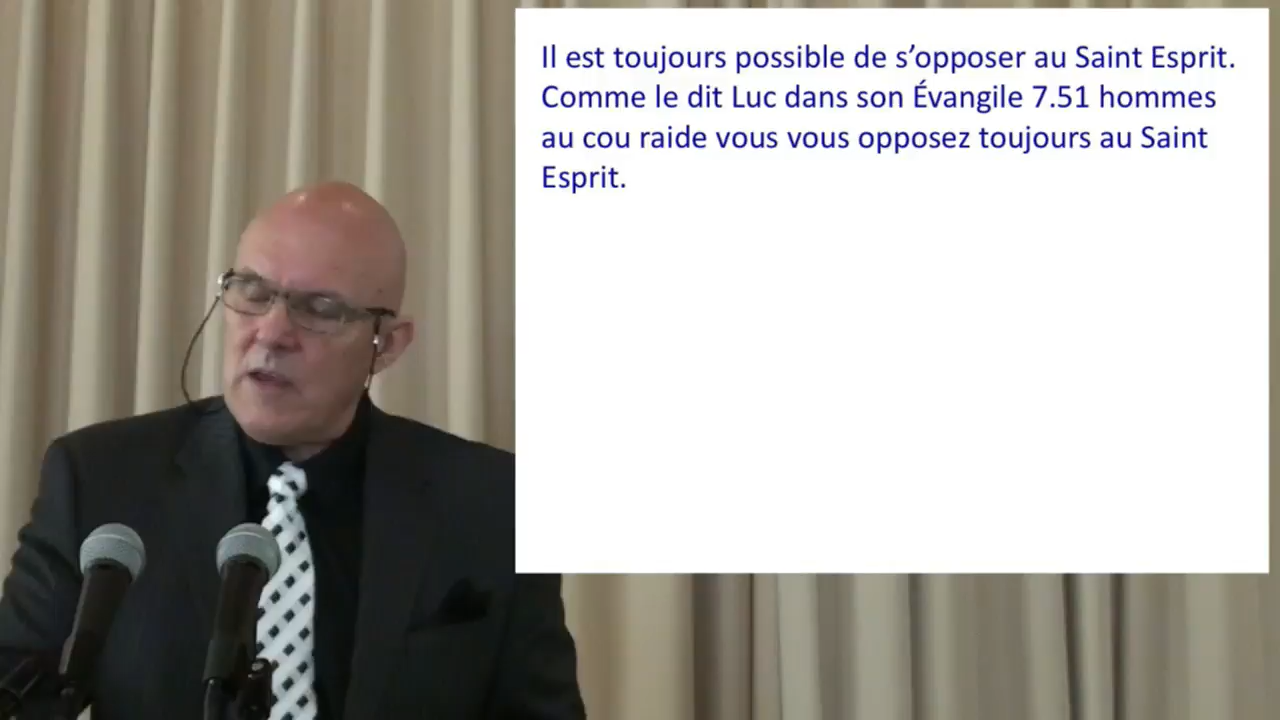 Il est toujours possible de s’opposer au Saint Esprit.
Comme le dit Luc dans son Évangile 7.51 hommes
au cou raide vous vous opposez toujours au Saint
Esprit.